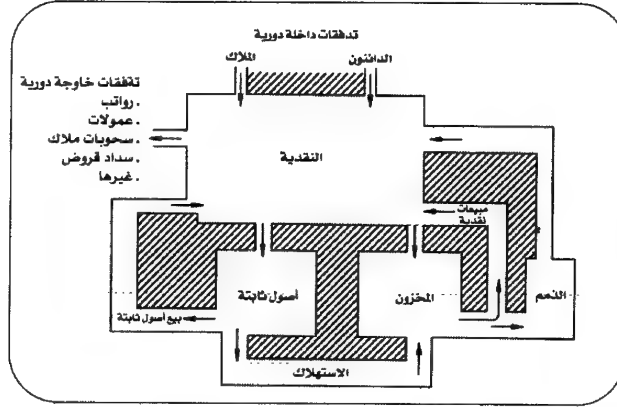 تدفقات داخلة دورية
الملاك
الدائنون
تتفقات خاوجة دورية
. رواتب
. عمولات
. سحوبات ملاك
. سداد قروض
. غيرها
النقدية
مبيعات
نقدية
أصول ثابتة
المخزون
الذمم
بيع أصول ثابتة
الاستهلاك